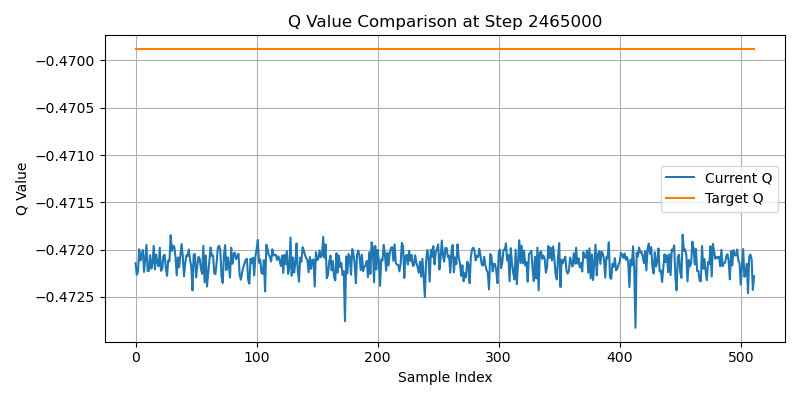 Q Value Comparison at Step 2465000
Q Value
−0.4700
−0.4705
−0.4710
−0.4715
−0.4720
−0.4725
Current Q
Target Q
0 100 200 300 400 500
Sample Index